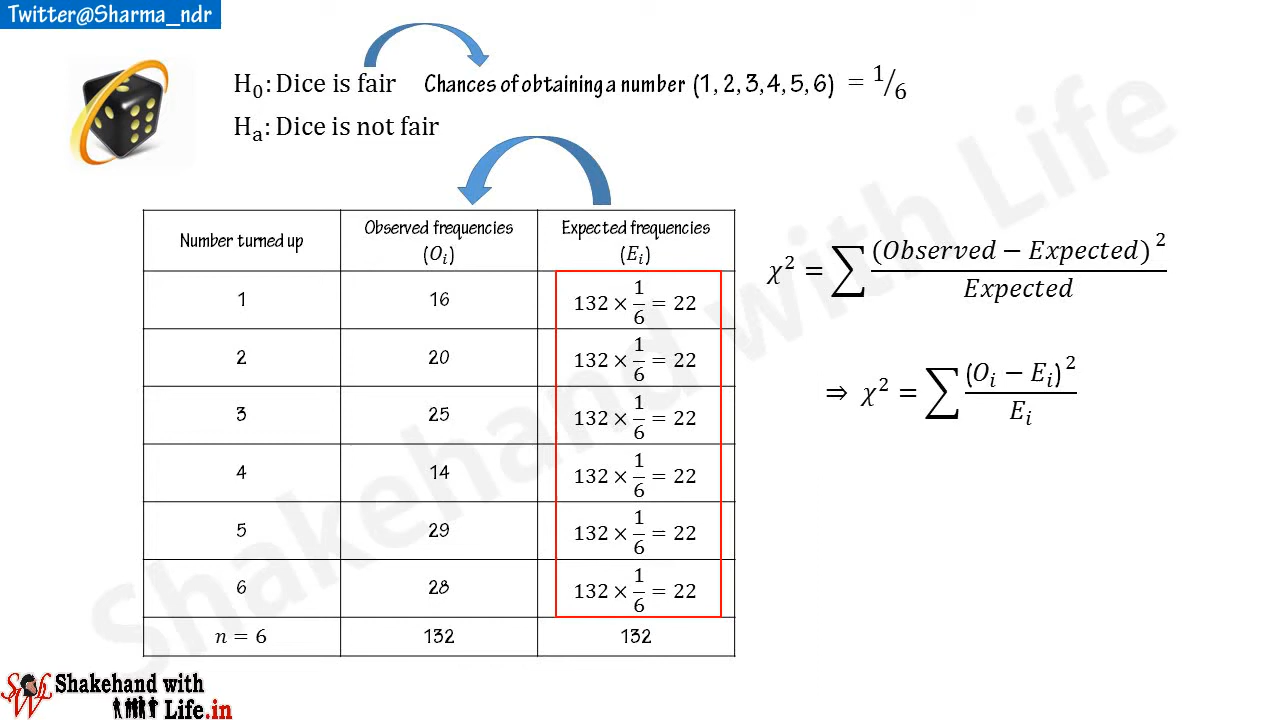 Twitter@Sharma_ndr
H₀: Dice is fair Chances of obtaining a number (1, 2, 3, 4, 5, 6) = 1/6
Hₐ: Dice is not fair
Number turned up Observed frequencies (Oᵢ) Expected frequencies (Eᵢ)
1 16 132 × 1/6 = 22
2 20 132 × 1/6 = 22
3 25 132 × 1/6 = 22
4 14 132 × 1/6 = 22
5 29 132 × 1/6 = 22
6 28 132 × 1/6 = 22
n = 6 132 132
χ² = ∑ (Observed − Expected)² / Expected
⇒ χ² = ∑ (Oᵢ − Eᵢ)² / Eᵢ
Shakehand with Life
Shakehand with
Life.in